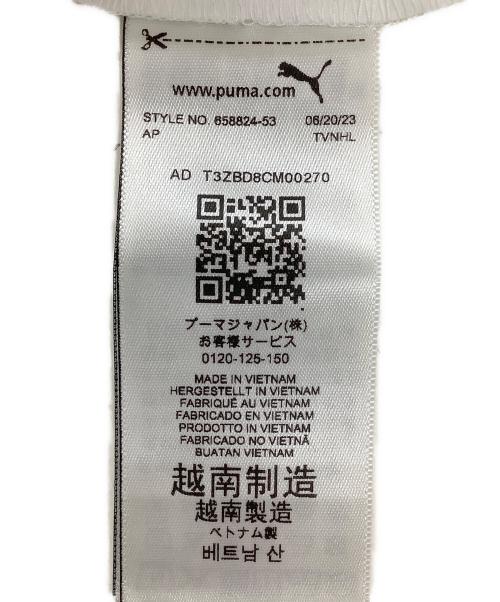 www.puma.com
STYLE NO. 658824-53 06/20/23
AP TVNHL
AD T3ZBD8CM00270
プーマジャパン(株)
お客様サービス
0120-125-150
MADE IN VIETNAM
HERGESTELLT IN VIETNAM
FABRIQUÉ AU VIETNAM
FABRICADO EN VIETNAM
PRODOTTO IN VIETNAM
FABRICADO NO VIETNÃ
BUATAN VIETNAM
越南制造
越南製造
ベトナム製
베트남 산